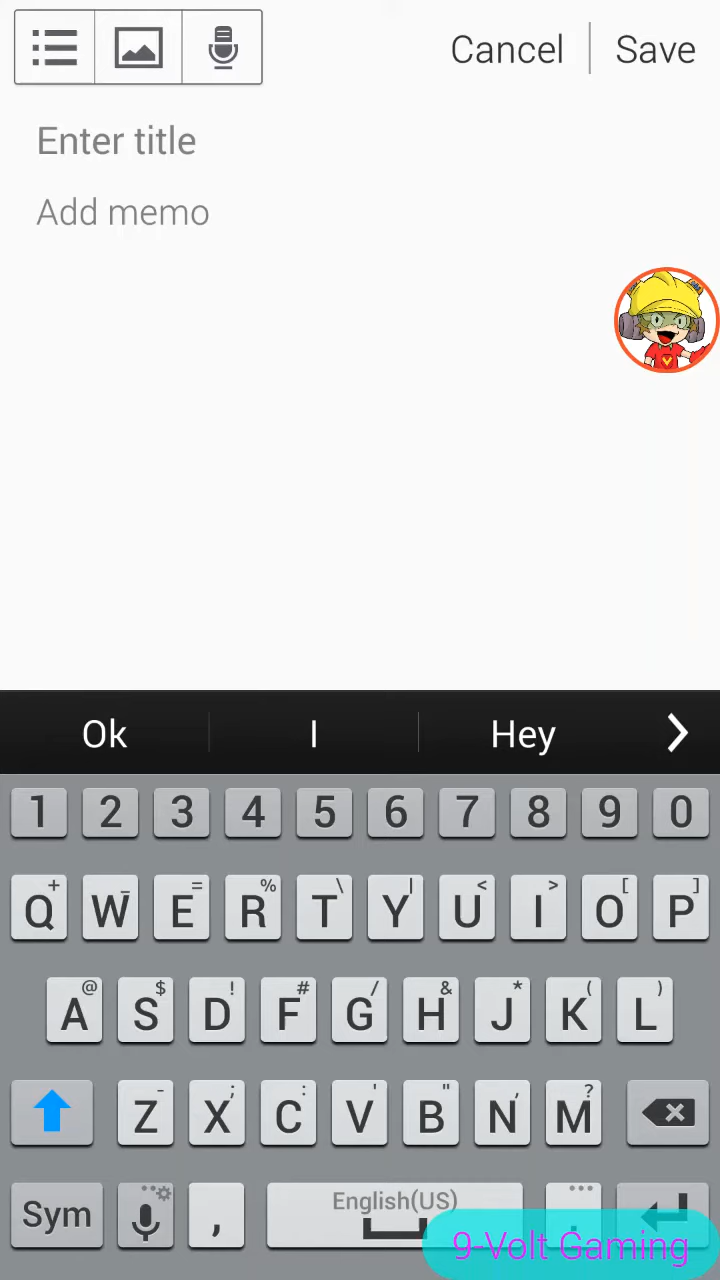 Cancel Save
Enter title
Add memo
Ok I Hey
1 2 3 4 5 6 7 8 9 0
+ _ = % \ | < > [ ]
Q W E R T Y U I O P
@ $ ! # / & * ( )
A S D F G H J K L
- ; : ' " , ?
Z X C V B N M
English(US)
Sym , .
9-Volt Gaming